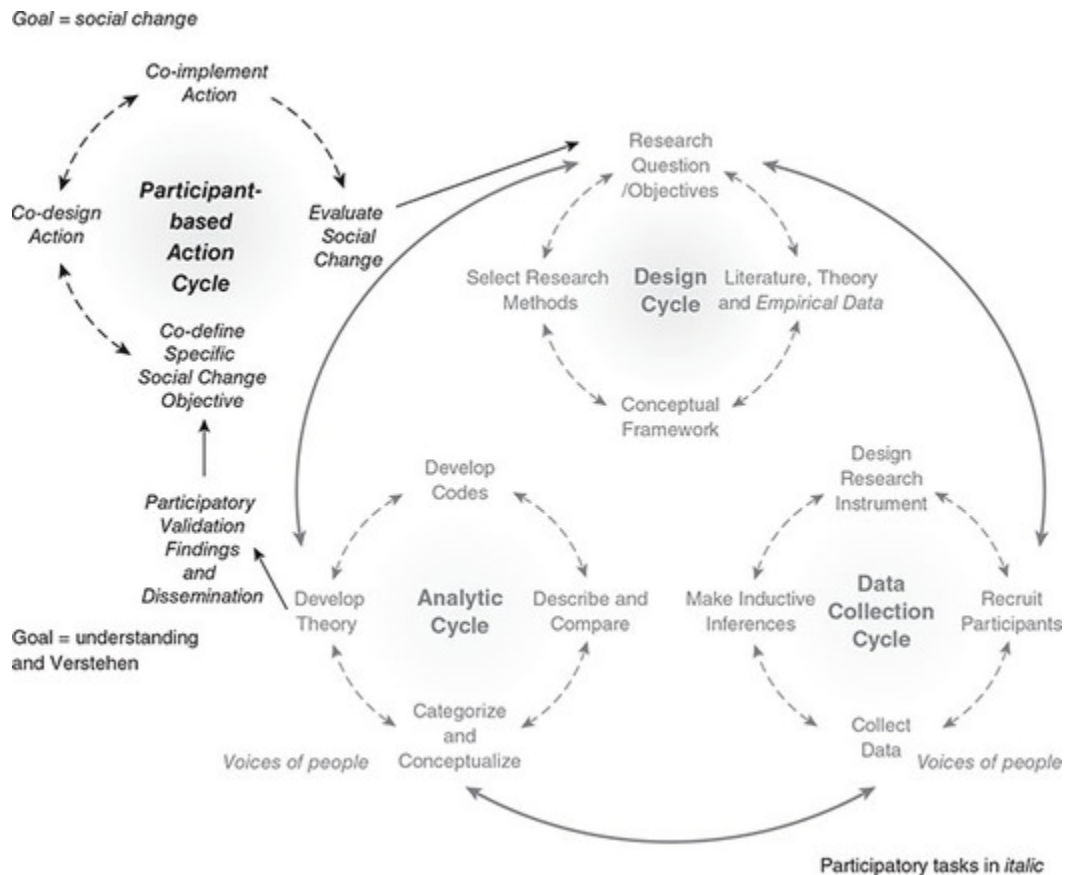 Goal = social change
Co-implement
Action
Participant-
based
Action
Cycle
Co-design
Action
Evaluate
Social
Change
Co-define
Specific
Social Change
Objective
Participatory
Validation
Findings
and
Dissemination
Goal = understanding
and Verstehen
Research
Question
/Objectives
Select Research
Methods
Design
Cycle
Literature, Theory
and Empirical Data
Conceptual
Framework
Develop
Codes
Develop
Theory
Analytic
Cycle
Describe and
Compare
Categorize
and
Conceptualize
Voices of people
Design
Research
Instrument
Make Inductive
Inferences
Data
Collection
Cycle
Recruit
Participants
Collect
Data
Voices of people
Participatory tasks in italic